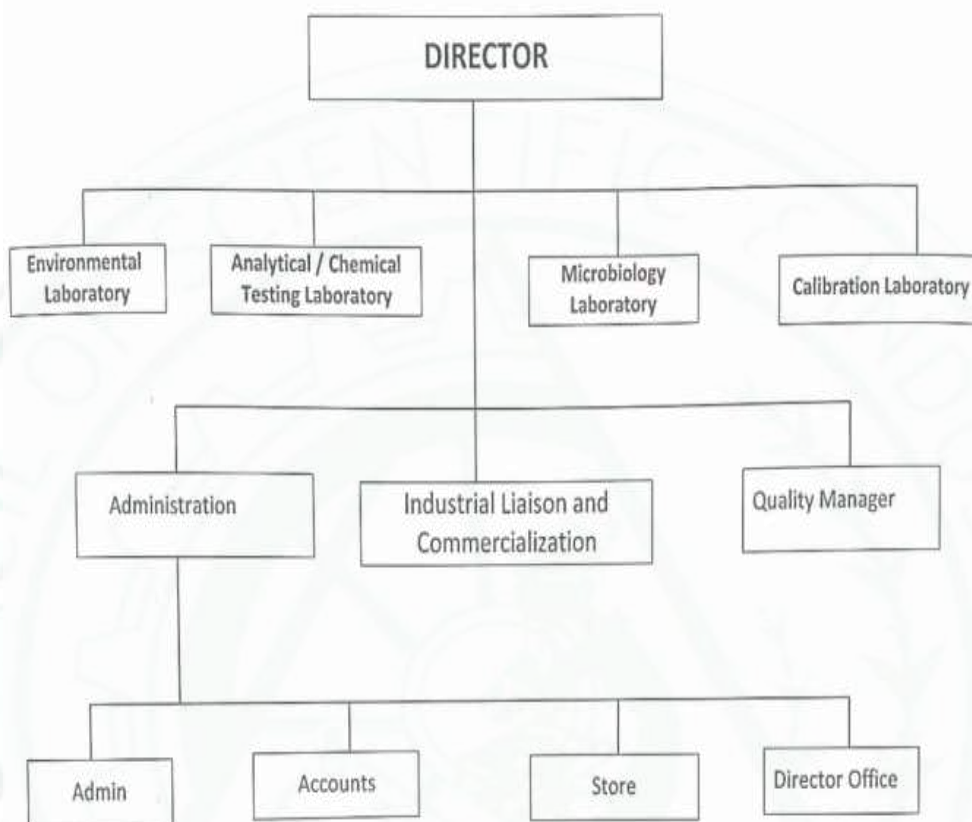 DIRECTOR
Environmental
Laboratory
Analytical / Chemical
Testing Laboratory
Microbiology
Laboratory
Calibration Laboratory
Administration
Industrial Liaison and
Commercialization
Quality Manager
Admin
Accounts
Store
Director Office